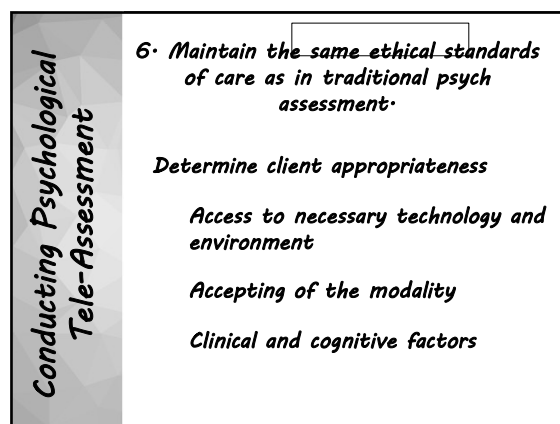 Conducting Psychological
Tele-Assessment
6. Maintain the same ethical standards
of care as in traditional psych
assessment.
Determine client appropriateness
Access to necessary technology and
environment
Accepting of the modality
Clinical and cognitive factors